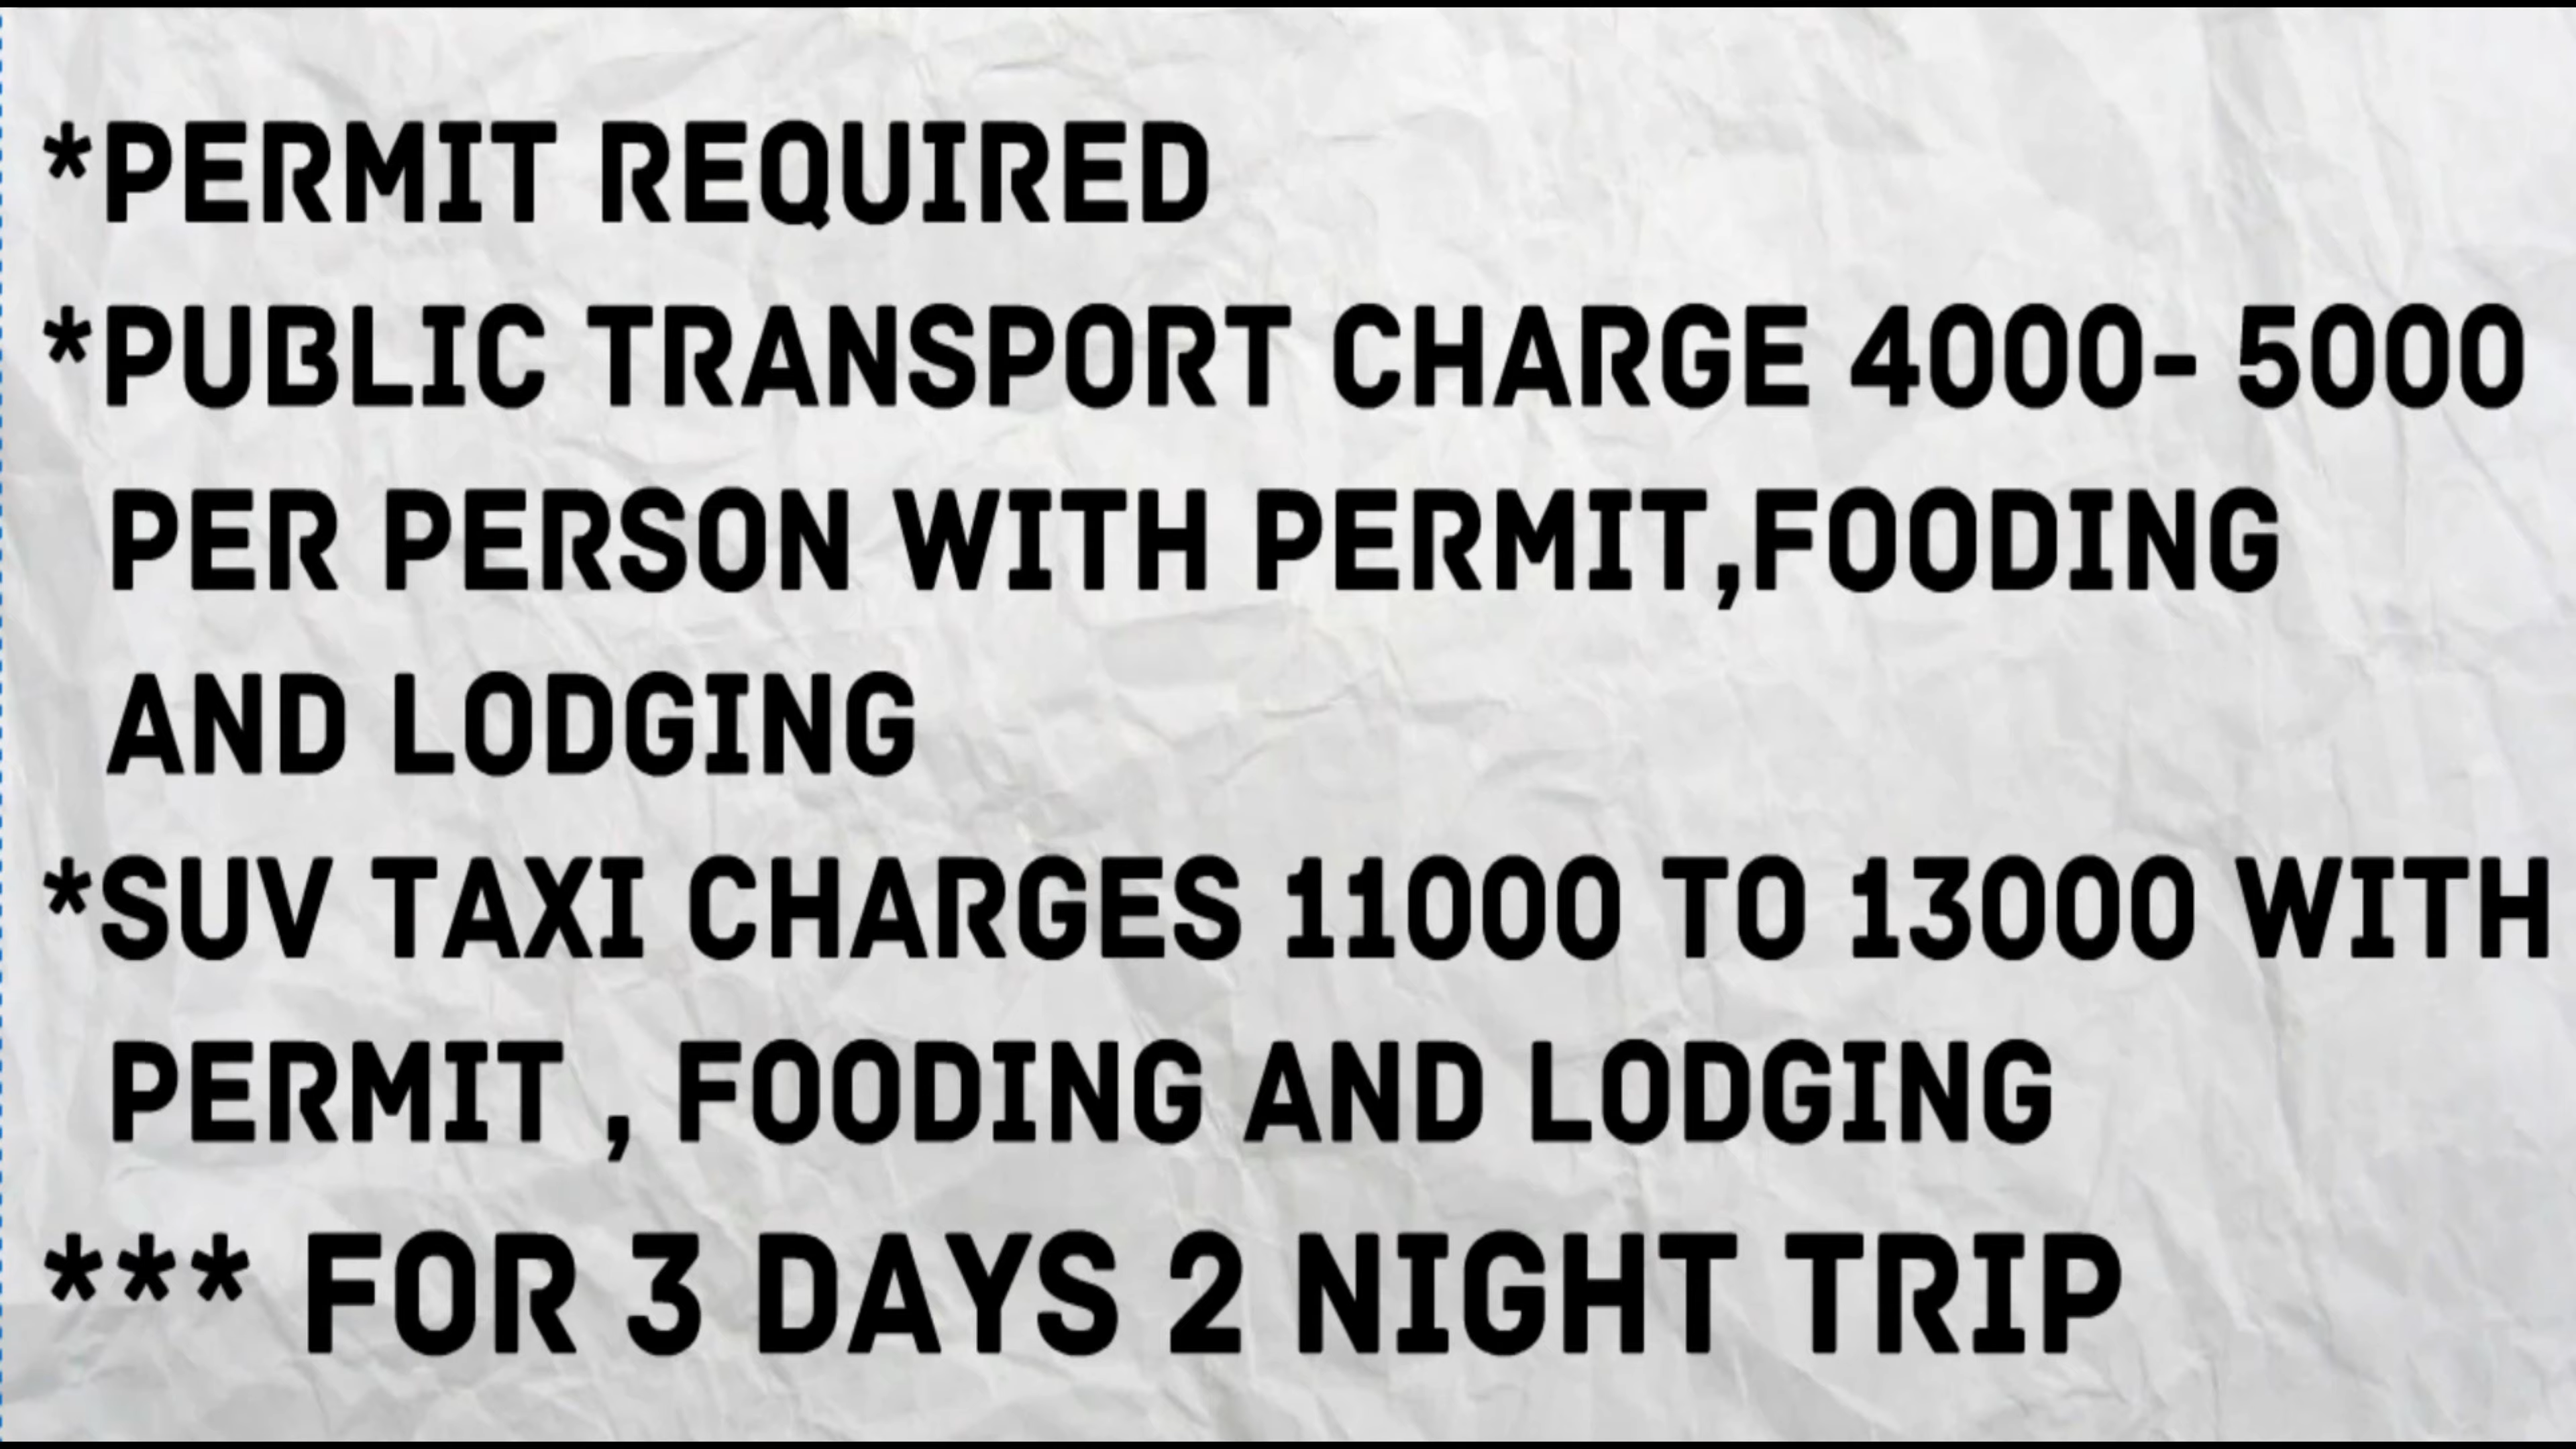 *PERMIT REQUIRED
*PUBLIC TRANSPORT CHARGE 4000- 5000
PER PERSON WITH PERMIT,FOODING
AND LODGING
*SUV TAXI CHARGES 11000 TO 13000 WITH
PERMIT , FOODING AND LODGING
*** FOR 3 DAYS 2 NIGHT TRIP